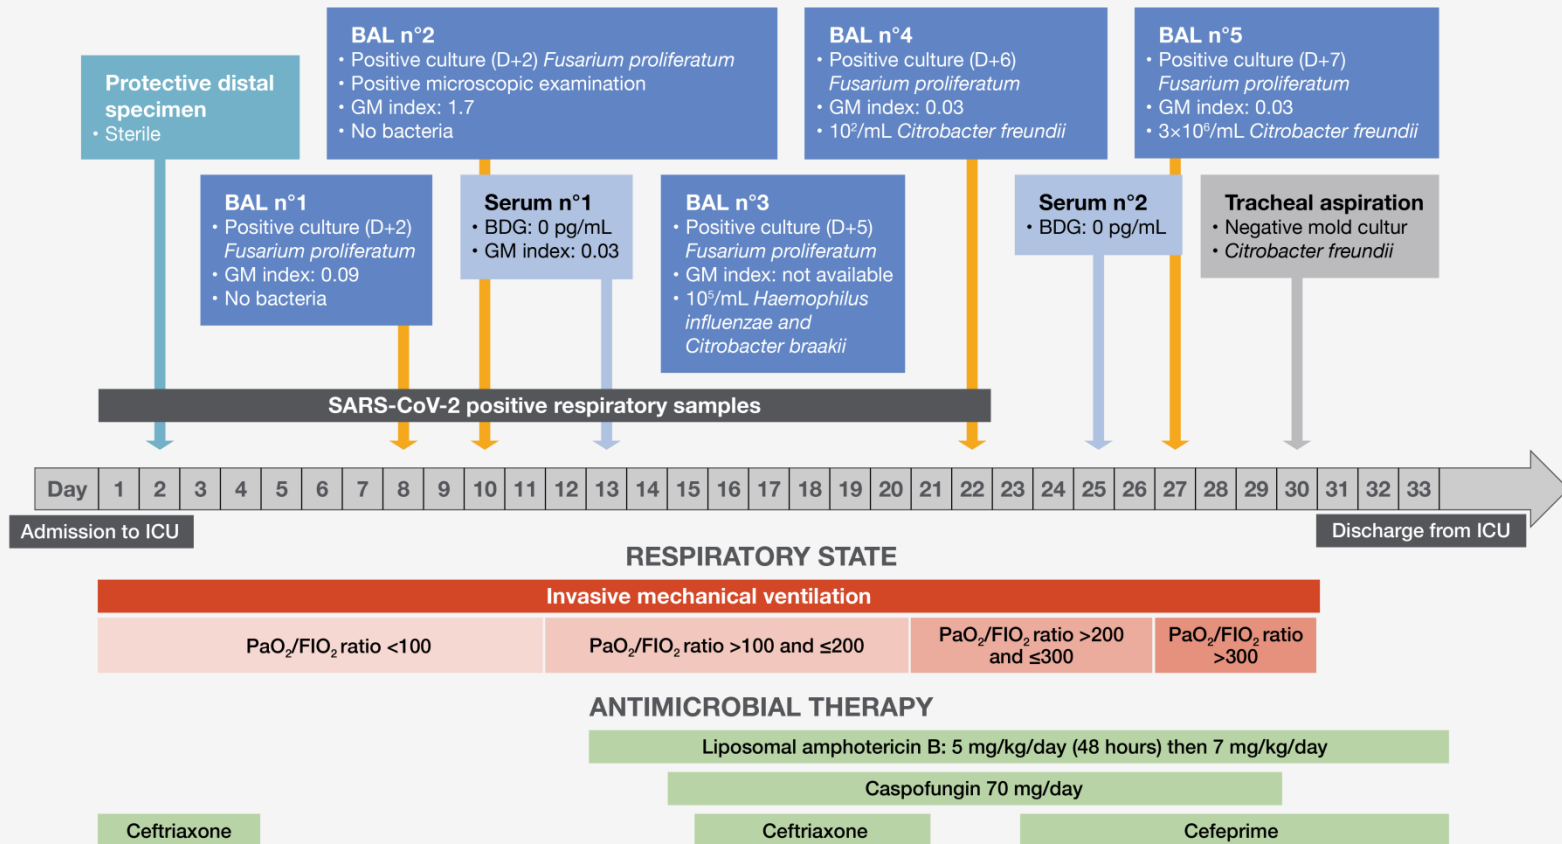 Protective distal
specimen
• Sterile
BAL n°1
• Positive culture (D+2)
Fusarium proliferatum
• GM index: 0.09
• No bacteria
BAL n°2
• Positive culture (D+2) Fusarium proliferatum
• Positive microscopic examination
• GM index: 1.7
• No bacteria
Serum n°1
• BDG: 0 pg/mL
• GM index: 0.03
BAL n°3
• Positive culture (D+5)
Fusarium proliferatum
• GM index: not available
• 10⁵/mL Haemophilus
influenzae and
Citrobacter braakii
BAL n°4
• Positive culture (D+6)
Fusarium proliferatum
• GM index: 0.03
• 10²/mL Citrobacter freundii
Serum n°2
• BDG: 0 pg/mL
BAL n°5
• Positive culture (D+7)
Fusarium proliferatum
• GM index: 0.03
• 3×10⁶/mL Citrobacter freundii
Tracheal aspiration
• Negative mold cultur
• Citrobacter freundii
SARS-CoV-2 positive respiratory samples
Day 1 2 3 4 5 6 7 8 9 10 11 12 13 14 15 16 17 18 19 20 21 22 23 24 25 26 27 28 29 30 31 32 33
Admission to ICU
Discharge from ICU
RESPIRATORY STATE
Invasive mechanical ventilation
PaO₂/FIO₂ ratio <100
PaO₂/FIO₂ ratio >100 and ≤200
PaO₂/FIO₂ ratio >200
and ≤300
PaO₂/FIO₂ ratio
>300
ANTIMICROBIAL THERAPY
Liposomal amphotericin B: 5 mg/kg/day (48 hours) then 7 mg/kg/day
Caspofungin 70 mg/day
Ceftriaxone
Ceftriaxone
Cefeprime